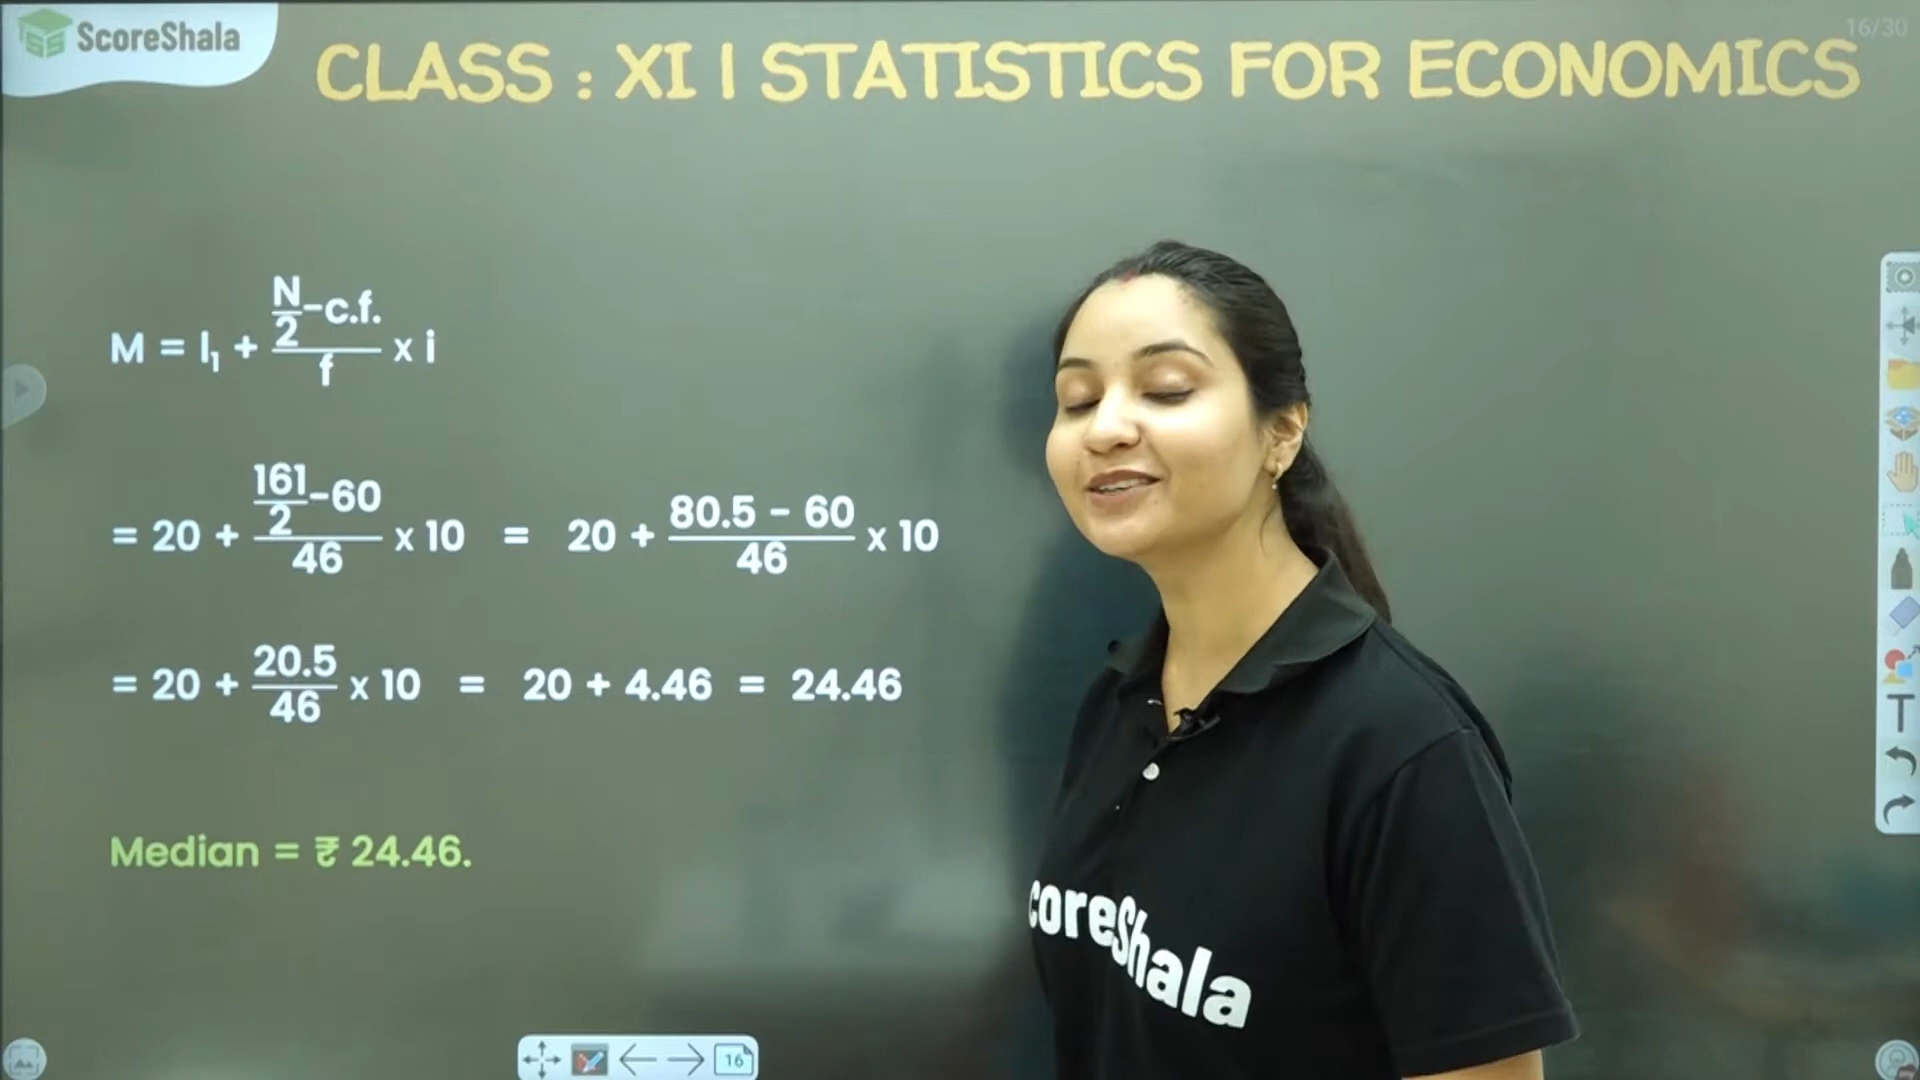 ScoreShala
16/30
CLASS : XI | STATISTICS FOR ECONOMICS
M = l₁ + (N/2 - c.f.)/f x i
= 20 + (161/2 - 60)/46 x 10 = 20 + (80.5 - 60)/46 x 10
= 20 + 20.5/46 x 10 = 20 + 4.46 = 24.46
Median = ₹ 24.46.
coreShala
T
16